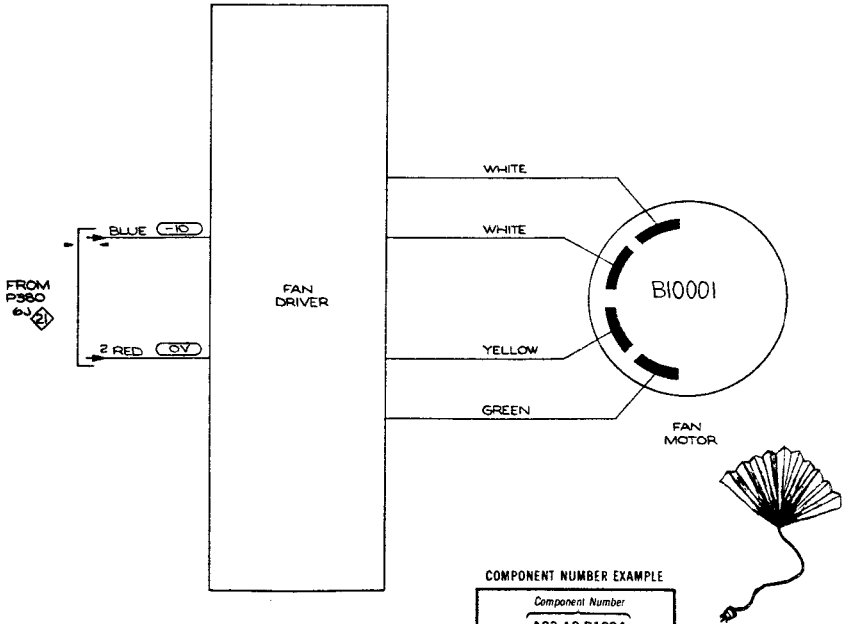 WHITE
WHITE
BLUE -10
FROM
P380
6J 21
FAN
DRIVER
B10001
2 RED 0V
YELLOW
GREEN
FAN
MOTOR
COMPONENT NUMBER EXAMPLE
Component Number